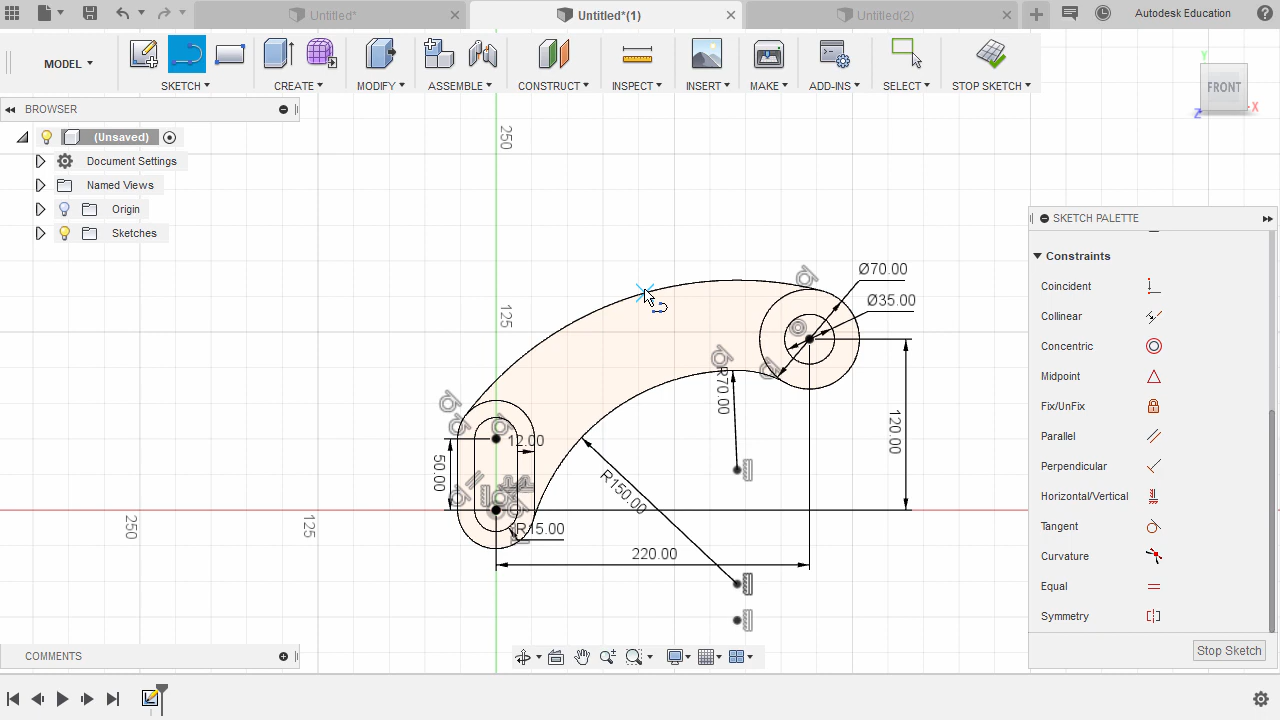 Untitled*
Untitled*(1)
Untitled(2)
Autodesk Education
MODEL
SKETCH
CREATE
MODIFY
ASSEMBLE
CONSTRUCT
INSPECT
INSERT
MAKE
ADD-INS
SELECT
STOP SKETCH
BROWSER
(Unsaved)
Document Settings
Named Views
Origin
Sketches
Y
FRONT
X
Z
250
125
250
125
Ø70.00
Ø35.00
R70.00
120.00
12.00
50.00
R150.00
R15.00
220.00
SKETCH PALETTE
Constraints
Coincident
Collinear
Concentric
Midpoint
Fix/UnFix
Parallel
Perpendicular
Horizontal/Vertical
Tangent
Curvature
Equal
Symmetry
Stop Sketch
COMMENTS